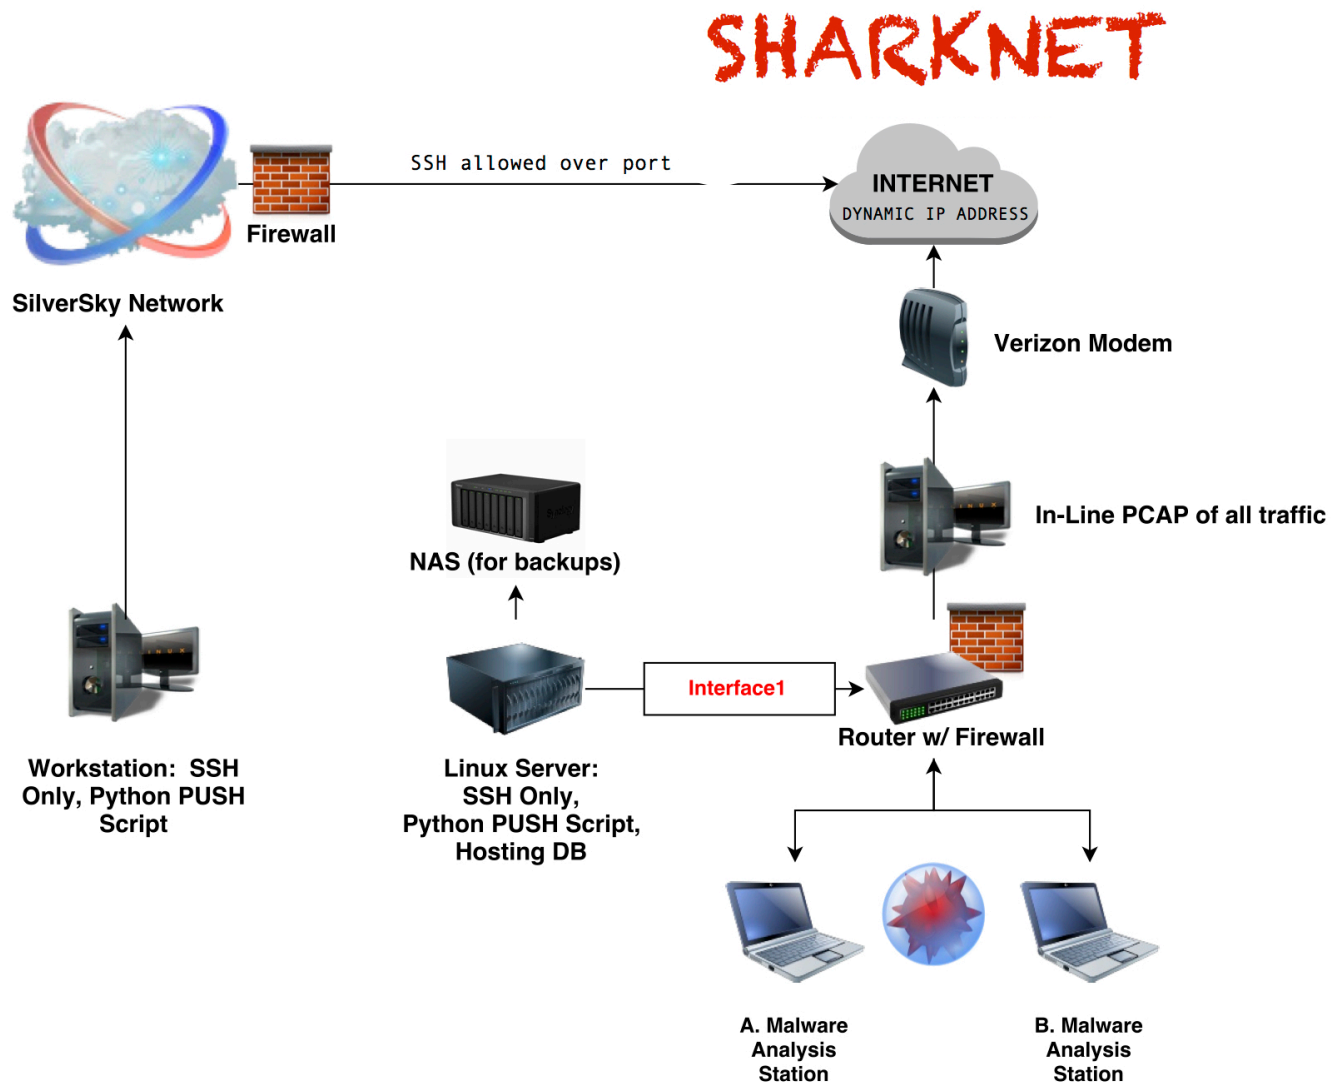 SHARKNET
SSH allowed over port
INTERNET
DYNAMIC IP ADDRESS
Firewall
SilverSky Network
Verizon Modem
In-Line PCAP of all traffic
NAS (for backups)
Interface1
Router w/ Firewall
Workstation:  SSH
Only, Python PUSH
Script
Linux Server:
SSH Only,
Python PUSH Script,
Hosting DB
A. Malware
Analysis
Station
B. Malware
Analysis
Station